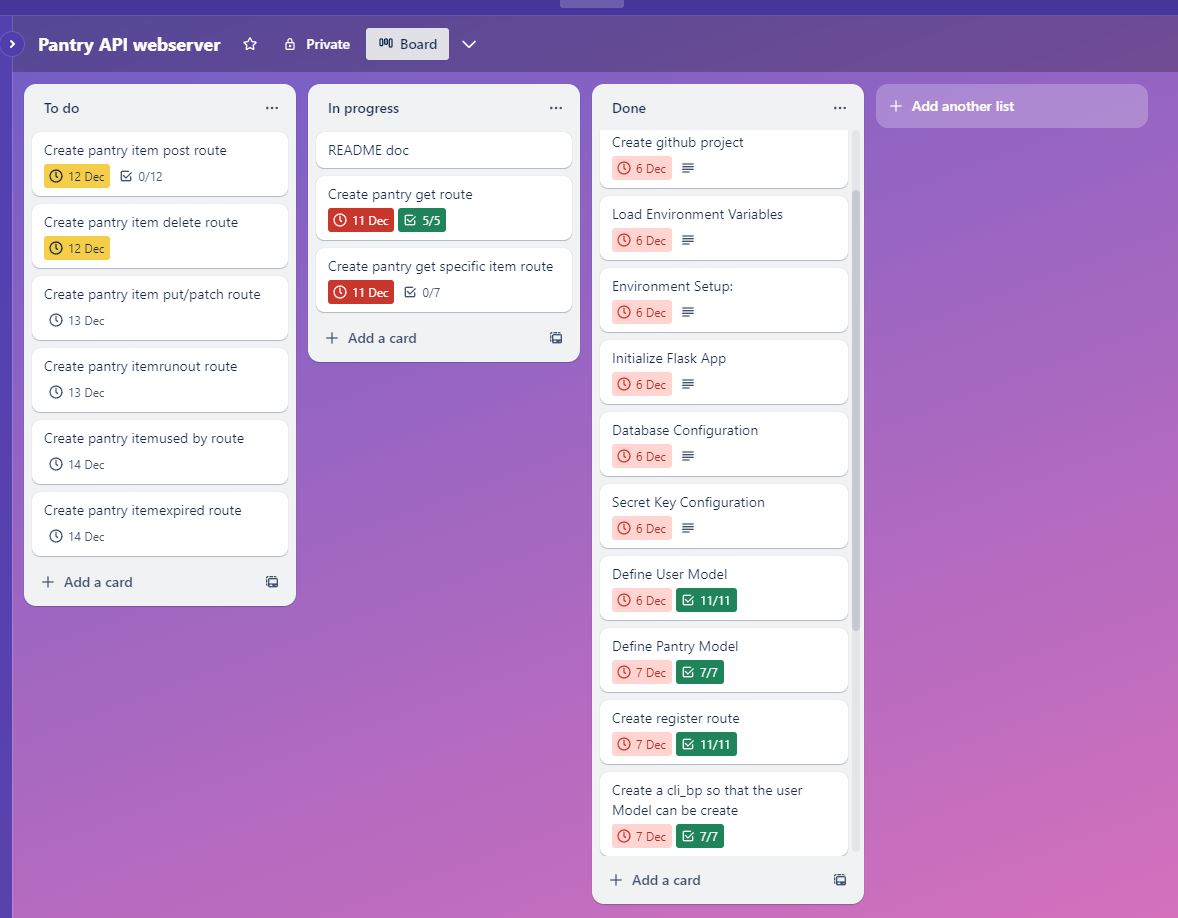 Pantry API webserver
Private
Board
To do
Create pantry item post route
12 Dec 0/12
Create pantry item delete route
12 Dec
Create pantry item put/patch route
13 Dec
Create pantry itemrunout route
13 Dec
Create pantry itemused by route
14 Dec
Create pantry itemexpired route
14 Dec
Add a card
In progress
README doc
Create pantry get route
11 Dec 5/5
Create pantry get specific item route
11 Dec 0/7
Add a card
Done
Create github project
6 Dec
Load Environment Variables
6 Dec
Environment Setup:
6 Dec
Initialize Flask App
6 Dec
Database Configuration
6 Dec
Secret Key Configuration
6 Dec
Define User Model
6 Dec 11/11
Define Pantry Model
7 Dec 7/7
Create register route
7 Dec 11/11
Create a cli_bp so that the user
Model can be create
7 Dec 7/7
Add a card
Add another list